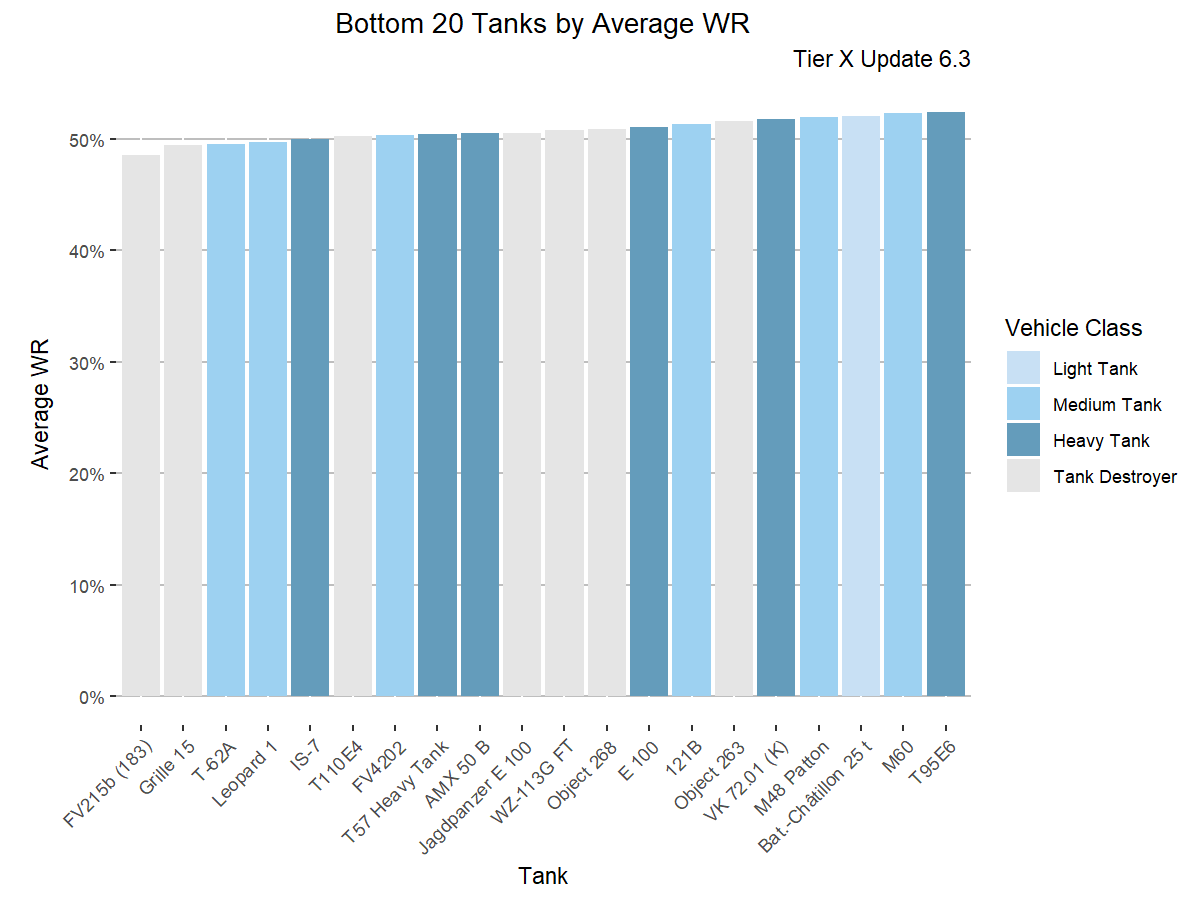 Bottom 20 Tanks by Average WR
Tier X Update 6.3
Average WR
50%
40%
30%
20%
10%
0%
FV215b (183)
Grille 15
T-62A
Leopard 1
IS-7
T110E4
FV4202
T57 Heavy Tank
AMX 50 B
Jagdpanzer E 100
WZ-113G FT
Object 268
E 100
121B
Object 263
VK 72.01 (K)
M48 Patton
Bat.-Châtillon 25 t
M60
T95E6
Tank
Vehicle Class
Light Tank
Medium Tank
Heavy Tank
Tank Destroyer